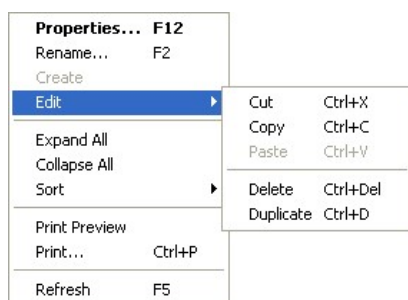 Properties... F12
Rename... F2
Create
Edit
Expand All
Collapse All
Sort
Print Preview
Print... Ctrl+P
Refresh F5
Cut Ctrl+X
Copy Ctrl+C
Paste Ctrl+V
Delete Ctrl+Del
Duplicate Ctrl+D